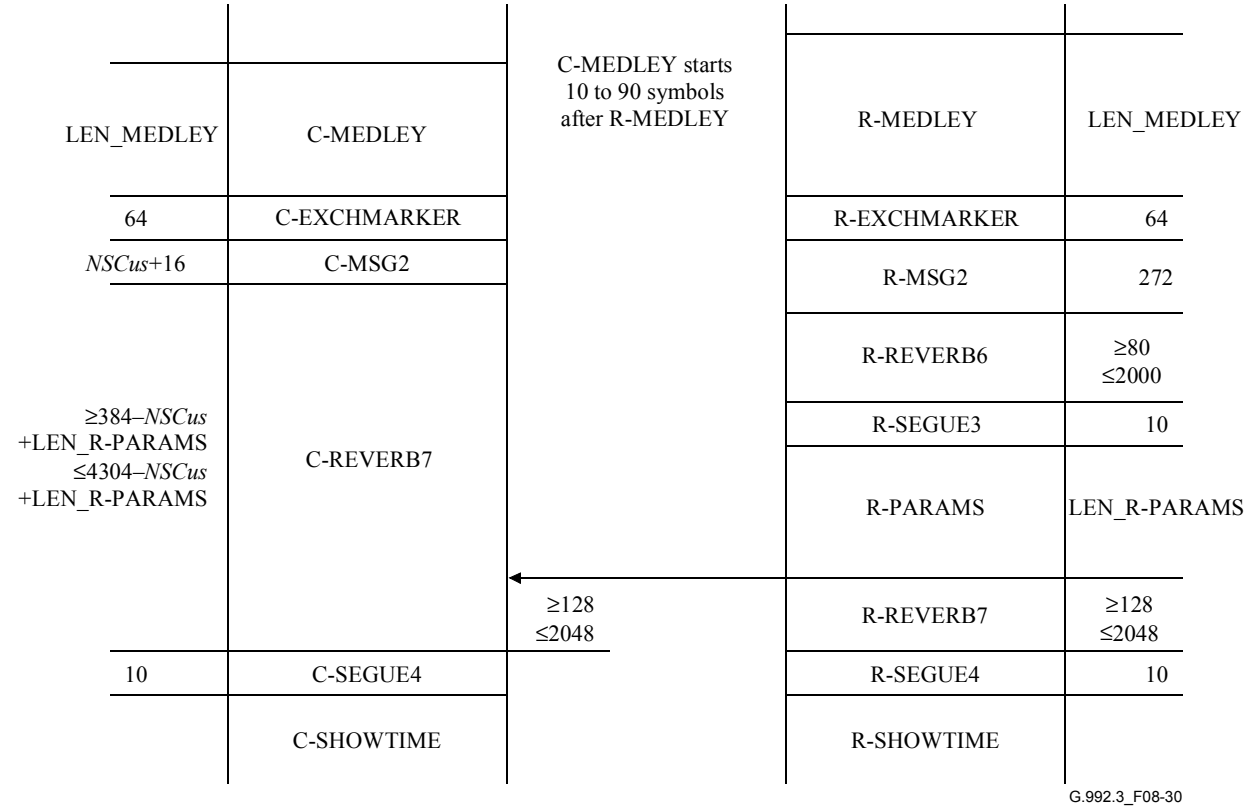 C-MEDLEY starts
10 to 90 symbols
after R-MEDLEY
LEN_MEDLEY
C-MEDLEY
R-MEDLEY
LEN_MEDLEY
64
C-EXCHMARKER
R-EXCHMARKER
64
NSCus+16
C-MSG2
R-MSG2
272
R-REVERB6
≥80
≤2000
≥384–NSCus
+LEN_R-PARAMS
≤4304–NSCus
+LEN_R-PARAMS
C-REVERB7
R-SEGUE3
10
R-PARAMS
LEN_R-PARAMS
≥128
≤2048
R-REVERB7
≥128
≤2048
10
C-SEGUE4
R-SEGUE4
10
C-SHOWTIME
R-SHOWTIME
G.992.3_F08-30